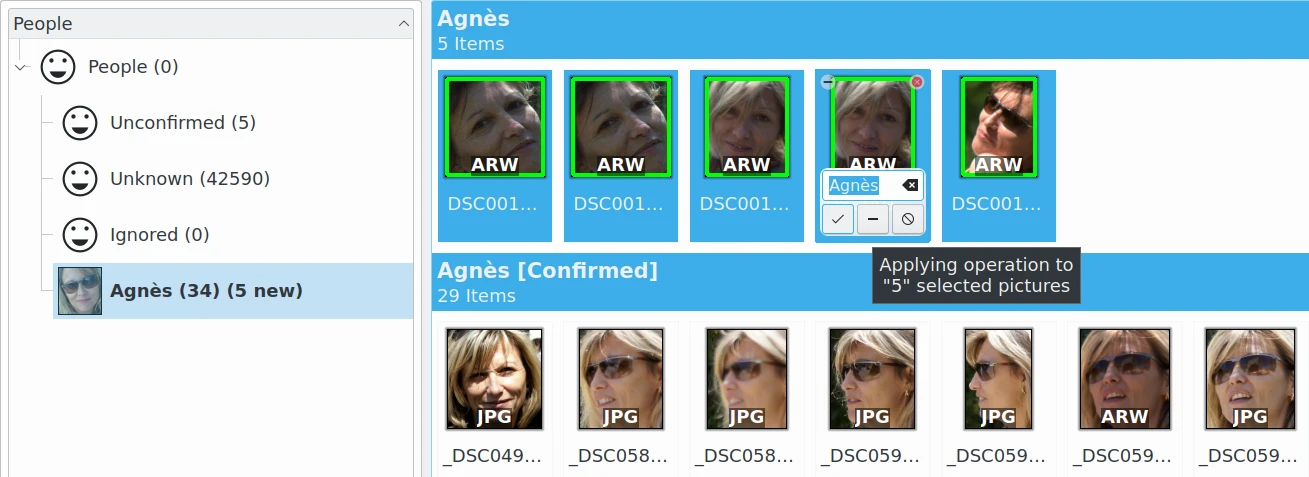 People
People (0)
Unconfirmed (5)
Unknown (42590)
Ignored (0)
Agnès (34) (5 new)
Agnès
5 Items
ARW ARW ARW ARW ARW
Agnès
DSC001... DSC001... DSC001... DSC001...
Agnès [Confirmed]
29 Items
Applying operation to
"5" selected pictures
JPG JPG JPG JPG JPG ARW JPG
_DSC049... _DSC058... _DSC058... _DSC059... _DSC059... _DSC059... _DSC059...